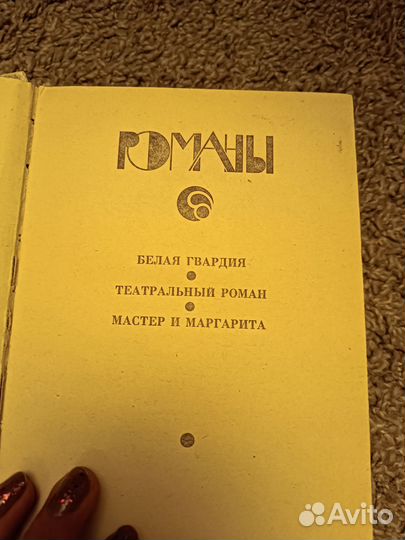 РОМАНЫ
БЕЛАЯ ГВАРДИЯ
ТЕАТРАЛЬНЫЙ РОМАН
МАСТЕР И МАРГАРИТА
Avito